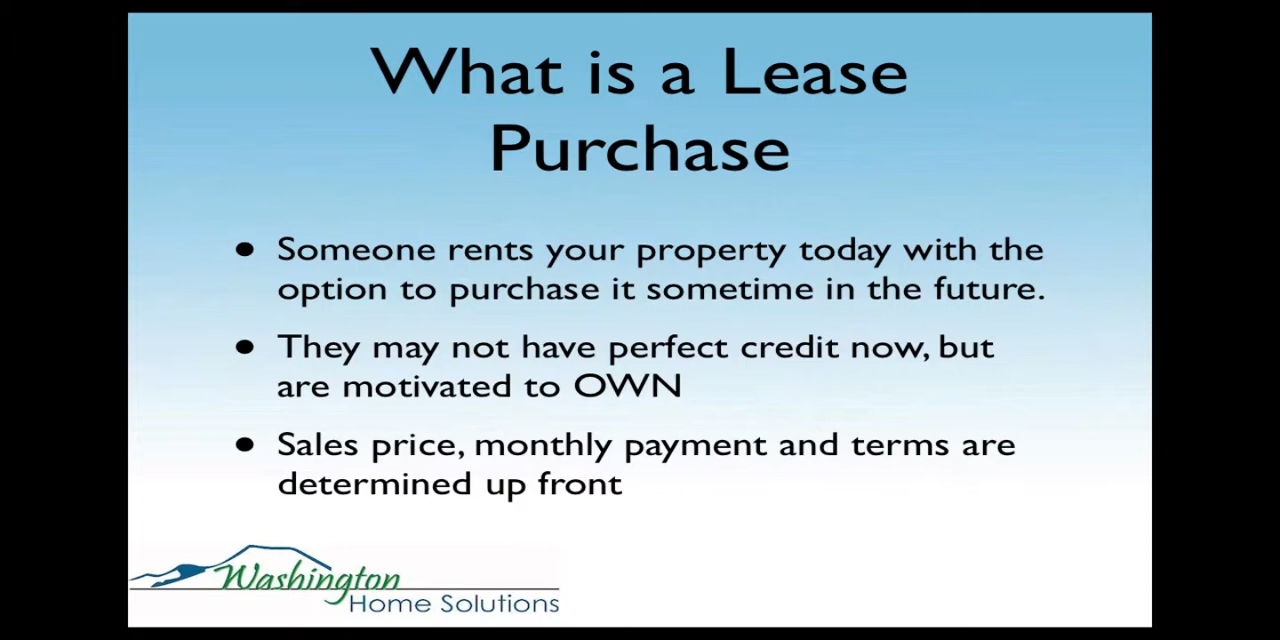 What is a Lease
Purchase
• Someone rents your property today with the
option to purchase it sometime in the future.
• They may not have perfect credit now, but
are motivated to OWN
• Sales price, monthly payment and terms are
determined up front
Washington
Home Solutions